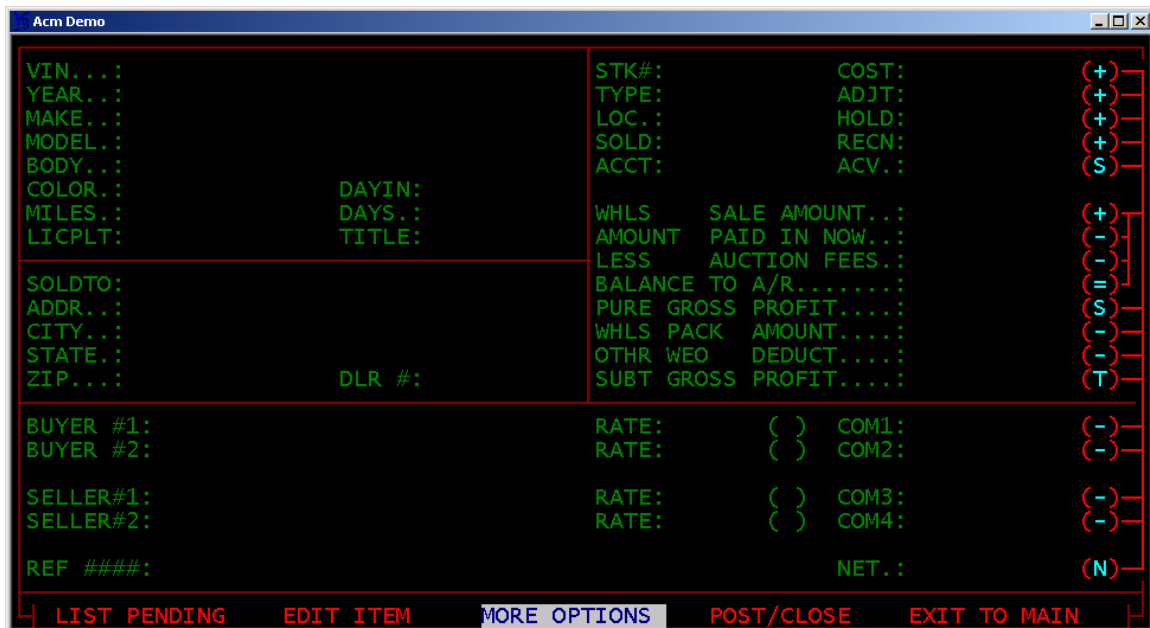 Acm Demo
VIN...: STK#: COST: (+)
YEAR..: TYPE: ADJT: (+)
MAKE..: LOC.: HOLD: (+)
MODEL.: SOLD: RECN: (+)
BODY..: ACCT: ACV.: (S)
COLOR.: DAYIN:
MILES.: DAYS.: WHLS SALE AMOUNT..: (+)
LICPLT: TITLE: AMOUNT PAID IN NOW..: (-)
LESS AUCTION FEES.: (-)
SOLDTO: BALANCE TO A/R.......: (=)
ADDR..: PURE GROSS PROFIT....: (S)
CITY..: WHLS PACK AMOUNT....: (-)
STATE.: OTHR WEO DEDUCT....: (-)
ZIP...: DLR #: SUBT GROSS PROFIT....: (T)
BUYER #1: RATE: ( ) COM1: (-)
BUYER #2: RATE: ( ) COM2: (-)
SELLER#1: RATE: ( ) COM3: (-)
SELLER#2: RATE: ( ) COM4: (-)
REF ####: NET.: (N)
LIST PENDING EDIT ITEM MORE OPTIONS POST/CLOSE EXIT TO MAIN